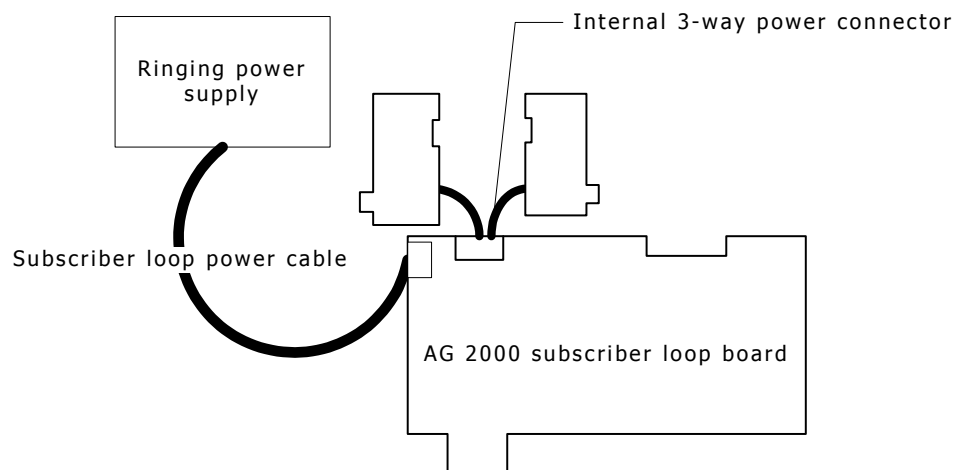 Internal 3-way power connector
Ringing power
supply
Subscriber loop power cable
AG 2000 subscriber loop board